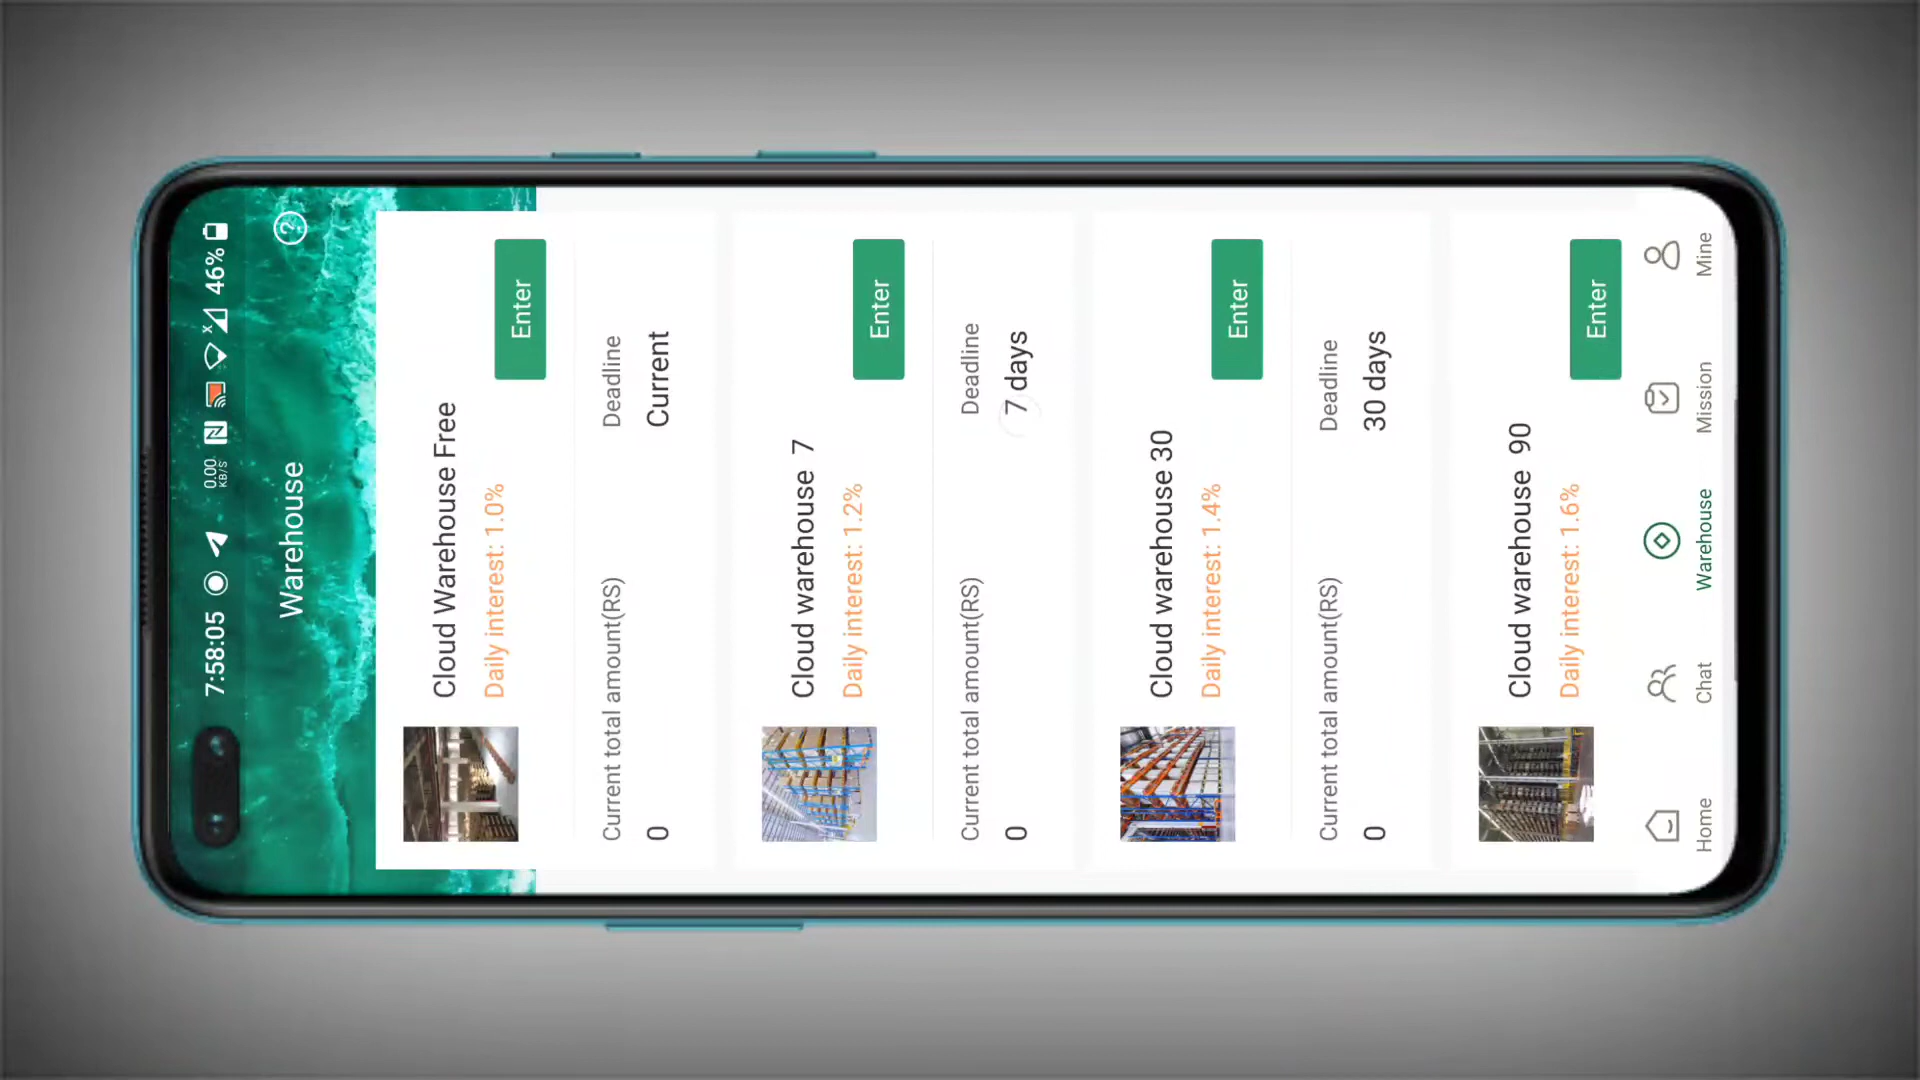 7:58:05
0.00
KB/S
46%
Warehouse
Cloud Warehouse Free
Daily interest: 1.0%
Enter
Current total amount(RS)
Deadline
0
Current
Cloud warehouse 7
Daily interest: 1.2%
Enter
Current total amount(RS)
Deadline
0
7 days
Cloud warehouse 30
Daily interest: 1.4%
Enter
Current total amount(RS)
Deadline
0
30 days
Cloud warehouse 90
Daily interest: 1.6%
Enter
Home
Chat
Warehouse
Mission
Mine